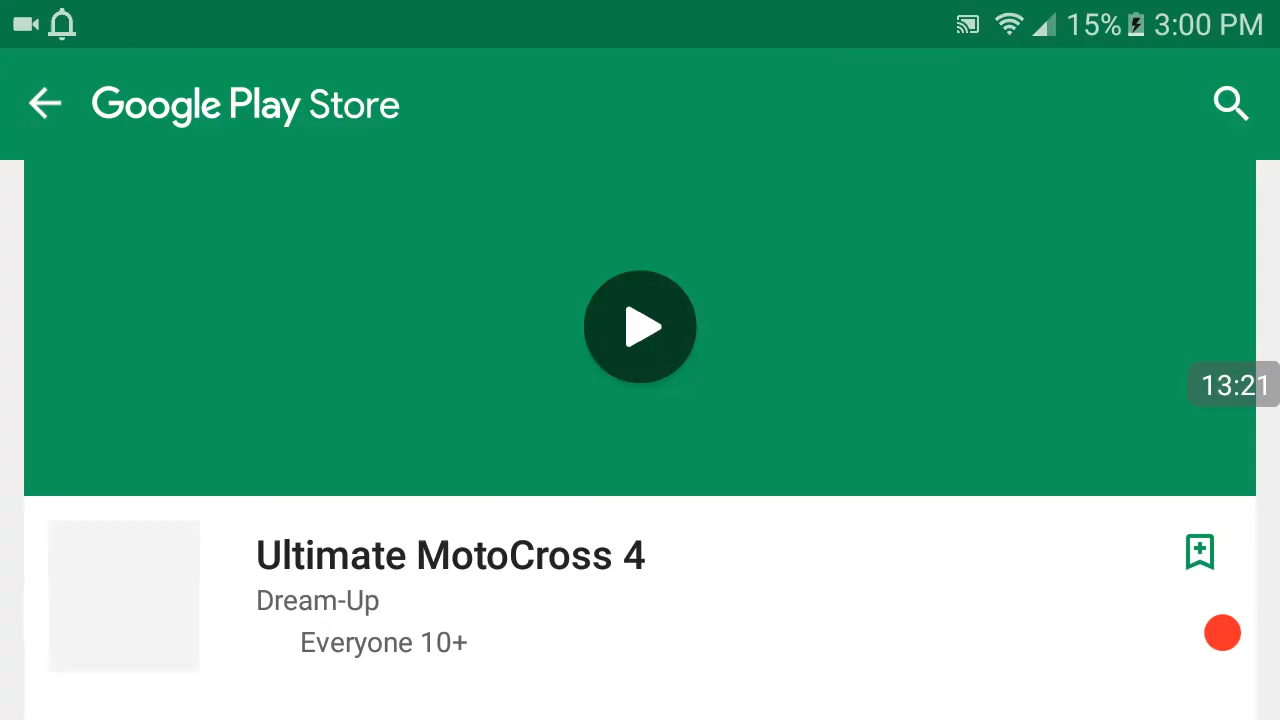 15% 3:00 PM
Google Play Store
13:21
Ultimate MotoCross 4
Dream-Up
Everyone 10+